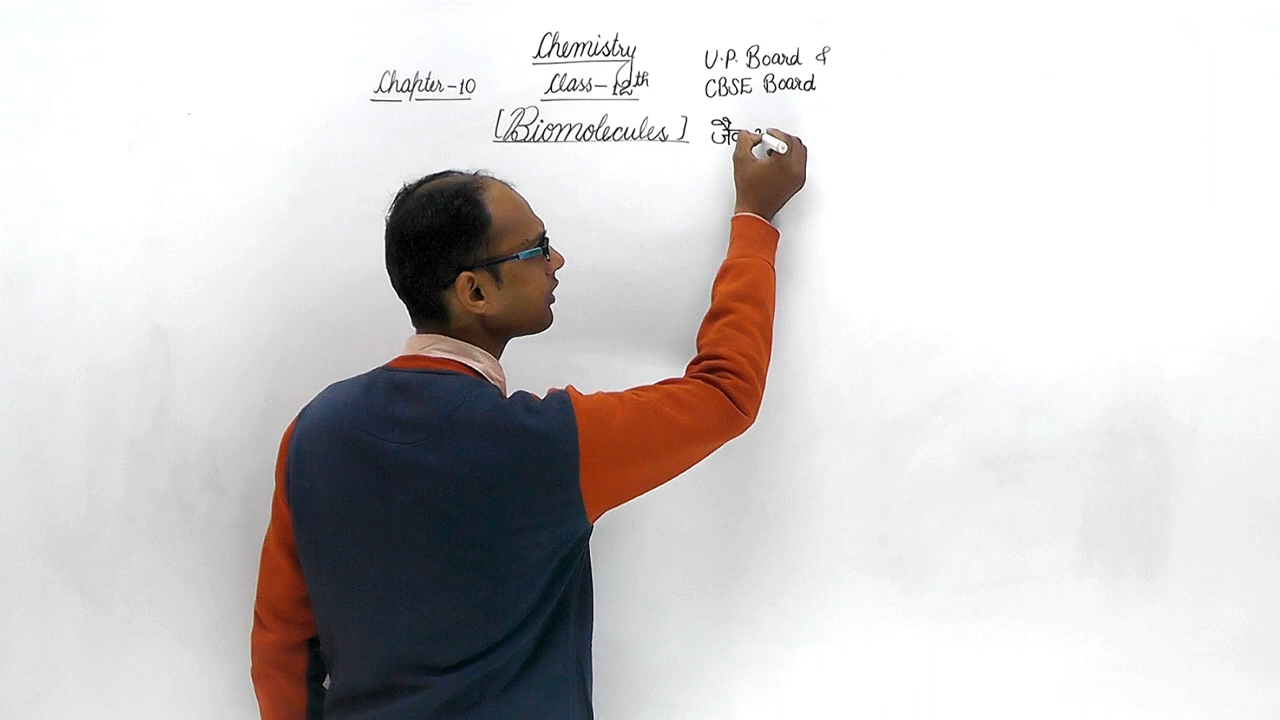 Chemistry
U.P. Board &
Chapter-10
Class-12th
CBSE Board
[Biomolecules]